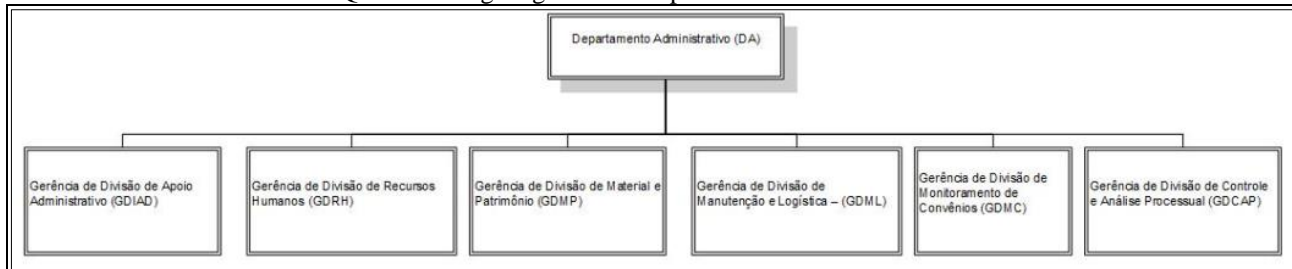 Departamento Administrativo (DA)
Gerência de Divisão de Apoio
Administrativo (GDIAD)
Gerência de Divisão de Recursos
Humanos (GDRH)
Gerência de Divisão de Material e
Patrimônio (GDMP)
Gerência de Divisão de
Manutenção e Logística – (GDML)
Gerência de Divisão de
Monitoramento de
Convênios (GDMC)
Gerência de Divisão de Controle
e Análise Processual (GDCAP)